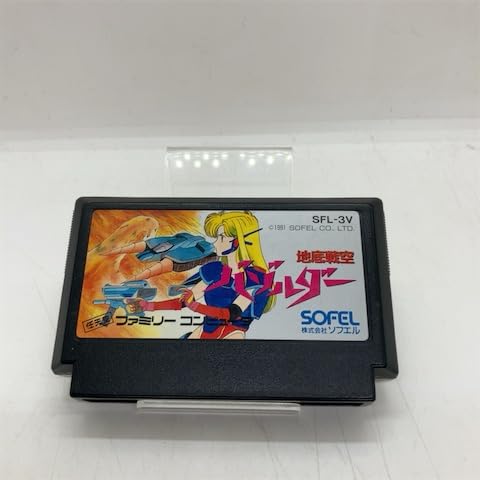 SFL-3V
©1991 SOFEL CO., LTD.
地底戦空
バゾルダー
任天堂 ファミリー コンピュータ
SOFEL
株式会社 ソフエル